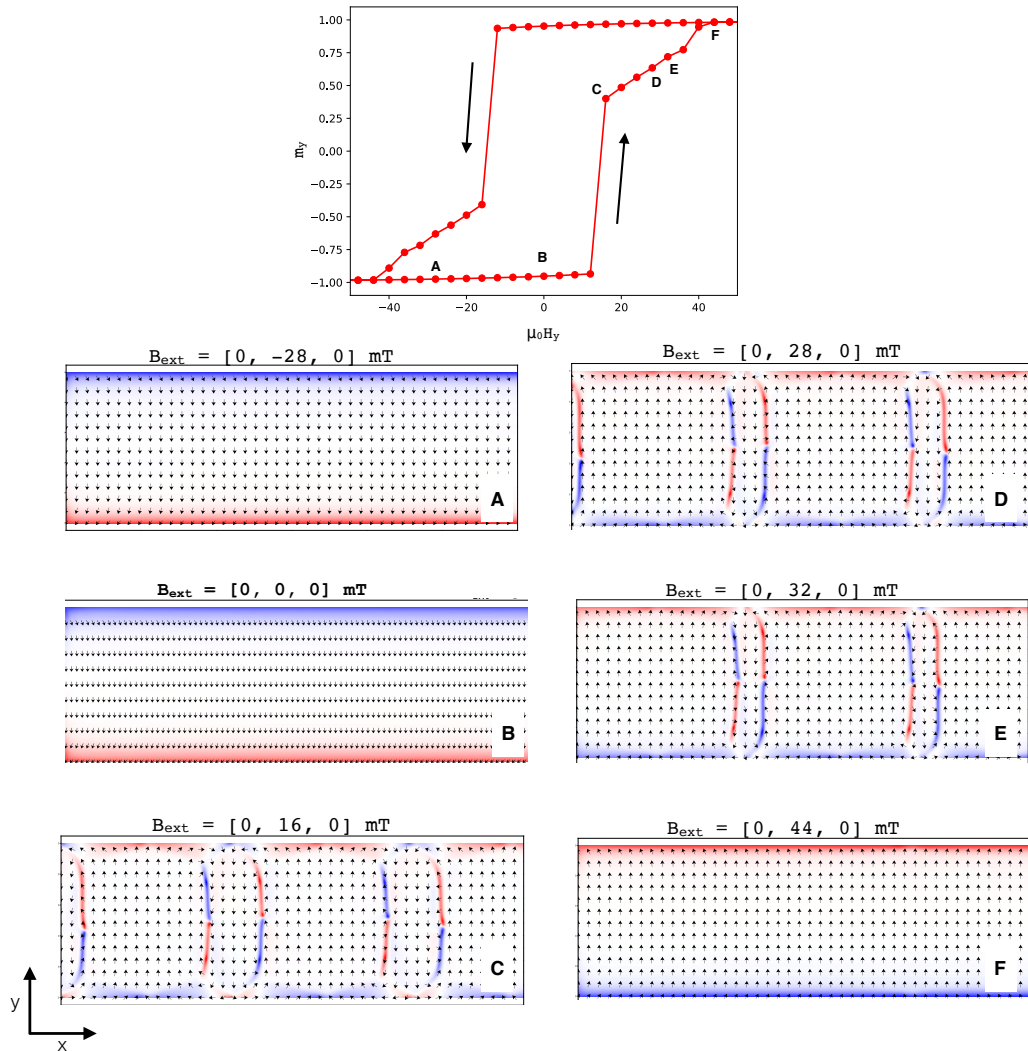 1.00
0.75
0.50
0.25
0.00
−0.25
−0.50
−0.75
−1.00
m_y
−40 −20 0 20 40
μ₀H_y
A
B
C
D
E
F
B_ext = [0, -28, 0] mT
A
B_ext = [0, 0, 0] mT
B
B_ext = [0, 16, 0] mT
C
B_ext = [0, 28, 0] mT
D
B_ext = [0, 32, 0] mT
E
B_ext = [0, 44, 0] mT
F
y
x